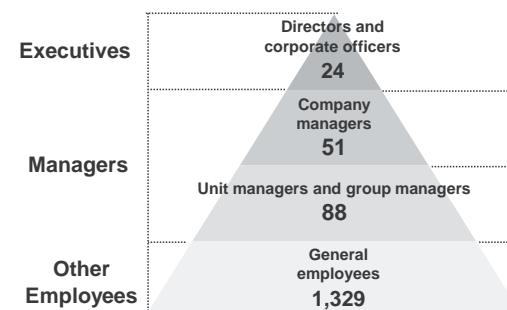 Executives
Directors and
corporate officers
24
Managers
Company
managers
51
Unit managers and group managers
88
Other
Employees
General
employees
1,329